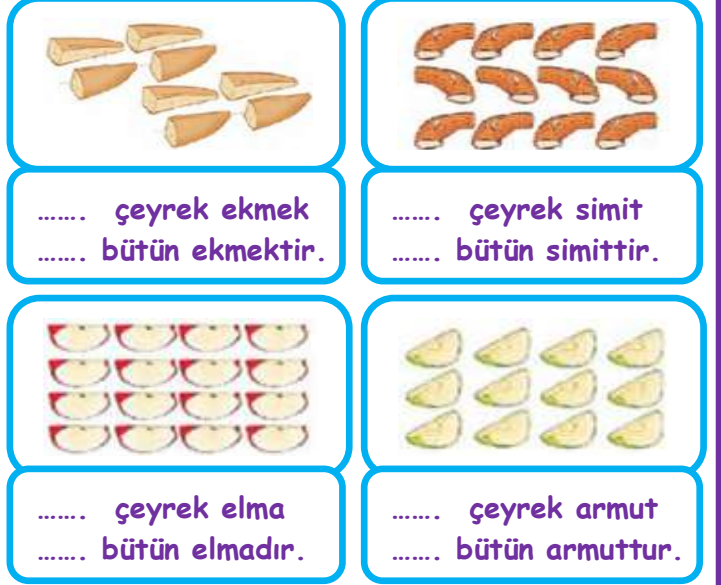 ……. çeyrek ekmek
……. bütün ekmektir.
……. çeyrek simit
……. bütün simittir.
……. çeyrek elma
……. bütün elmadır.
……. çeyrek armut
……. bütün armuttur.